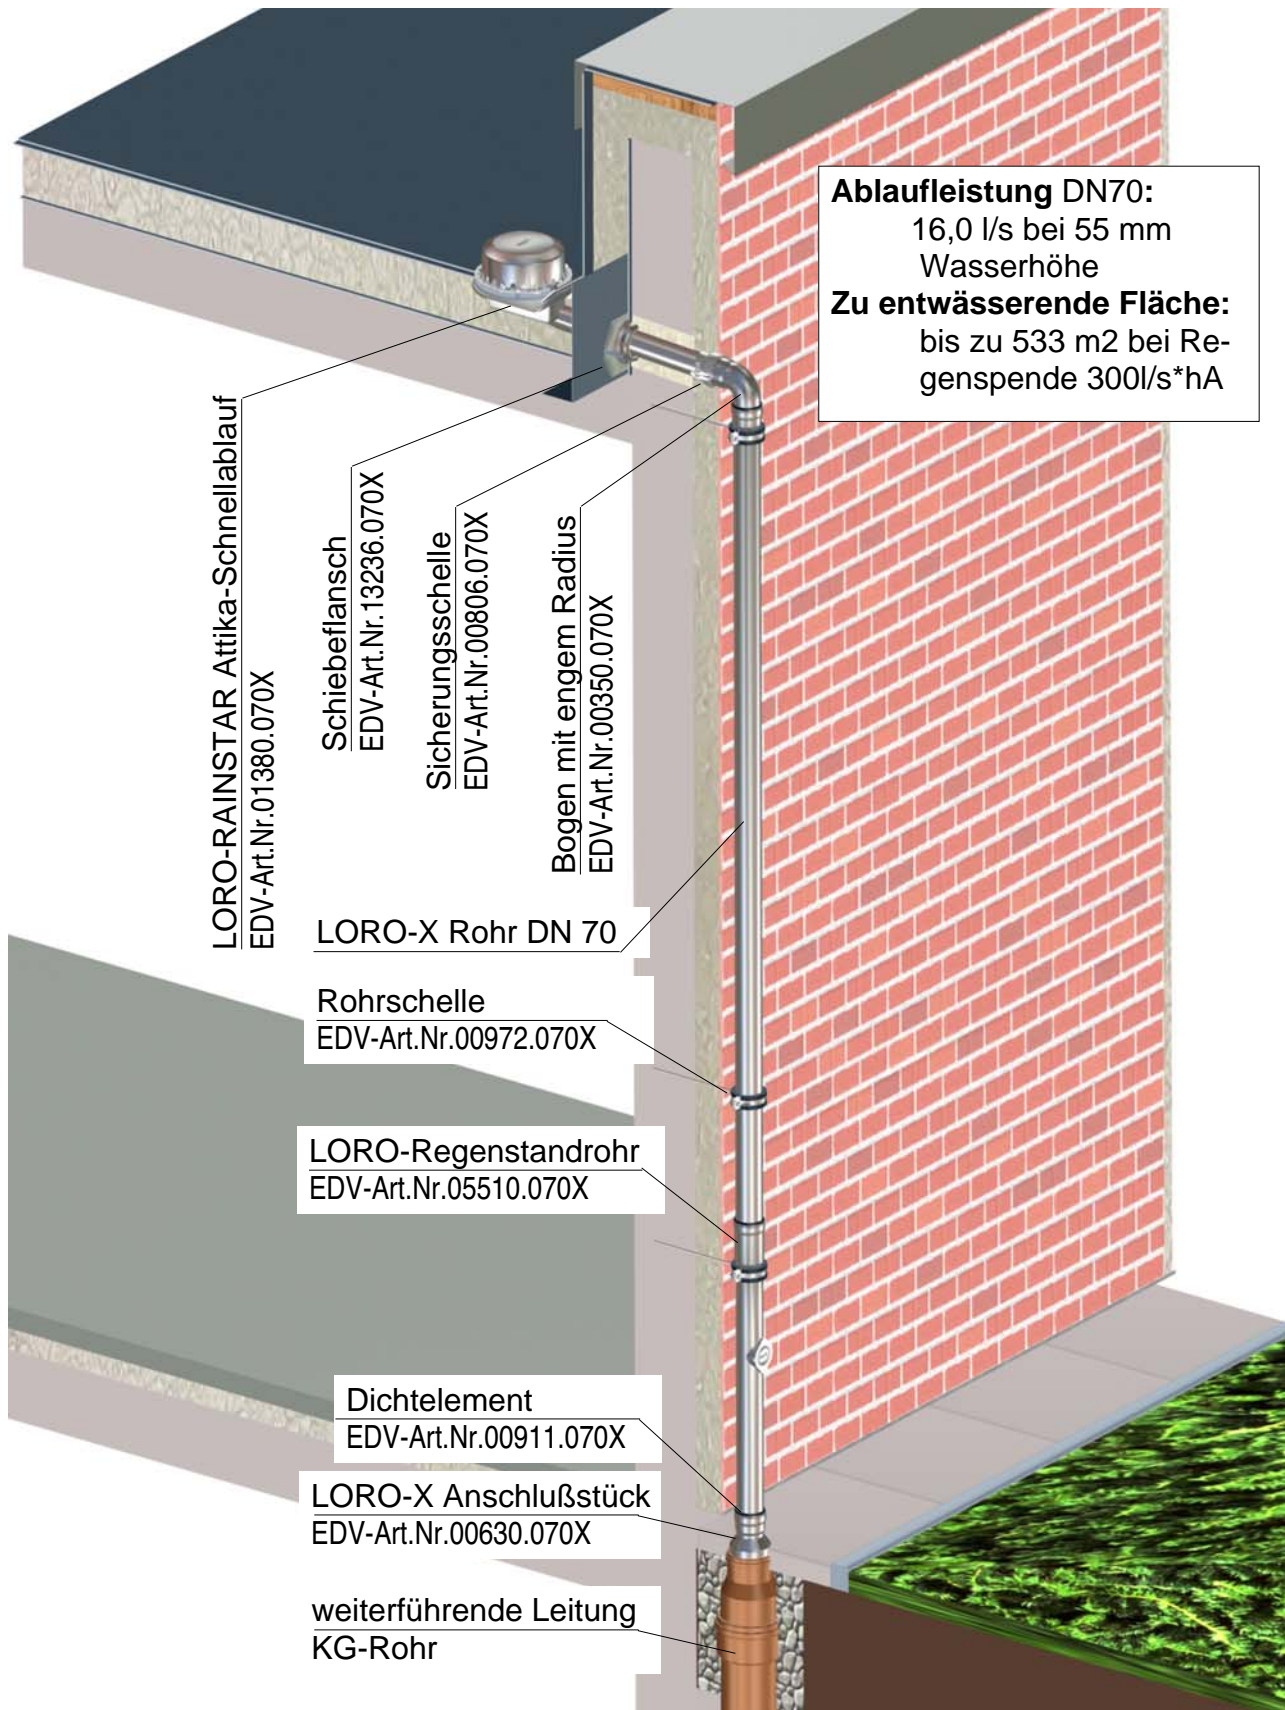 Ablaufleistung DN70:
16,0 l/s bei 55 mm
Wasserhöhe
Zu entwässerende Fläche:
bis zu 533 m2 bei Re-
genspende 300l/s*hA
LORO-RAINSTAR Attika-Schnellablauf
EDV-Art.Nr.01380.070X
Schiebeflansch
EDV-Art.Nr.13236.070X
Sicherungsschelle
EDV-Art.Nr.00806.070X
Bogen mit engem Radius
EDV-Art.Nr.00350.070X
LORO-X Rohr DN 70
Rohrschelle
EDV-Art.Nr.00972.070X
LORO-Regenstandrohr
EDV-Art.Nr.05510.070X
Dichtelement
EDV-Art.Nr.00911.070X
LORO-X Anschlußstück
EDV-Art.Nr.00630.070X
weiterführende Leitung
KG-Rohr